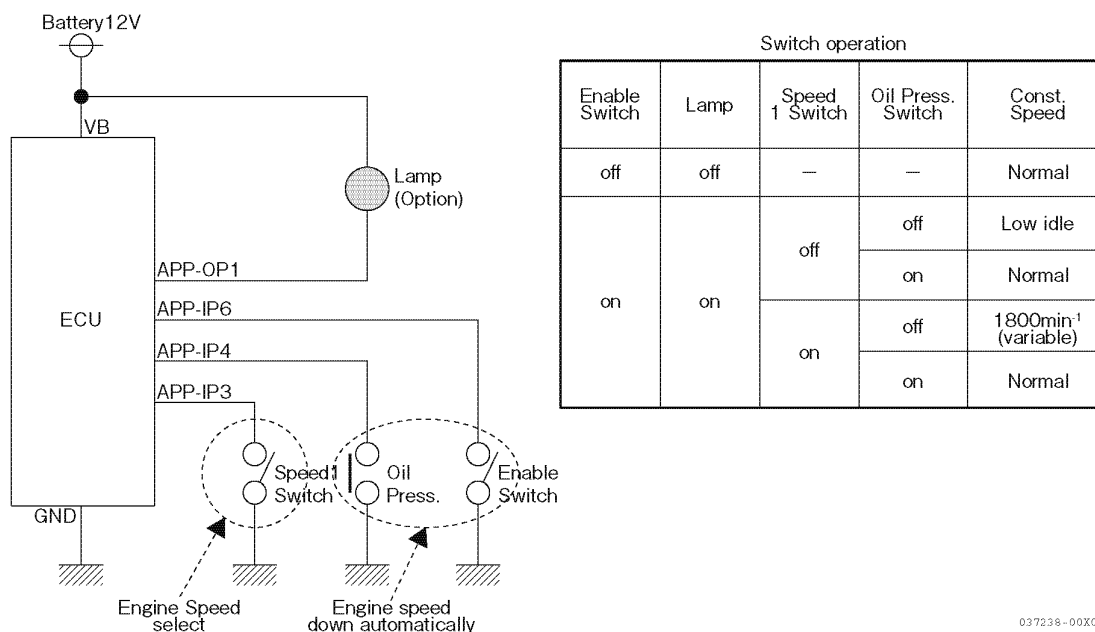 Battery12V
VB
Lamp
(Option)
APP-OP1
APP-IP6
ECU
APP-IP4
APP-IP3
Speed1
Switch
Oil
Press.
Enable
Switch
GND
Engine Speed
select
Engine speed
down automatically
Switch operation
Enable Switch | Lamp | Speed 1 Switch | Oil Press. Switch | Const. Speed
off | off | — | — | Normal
on | on | off | off | Low idle
on | Normal
on | off | 1800min-1 (variable)
on | Normal